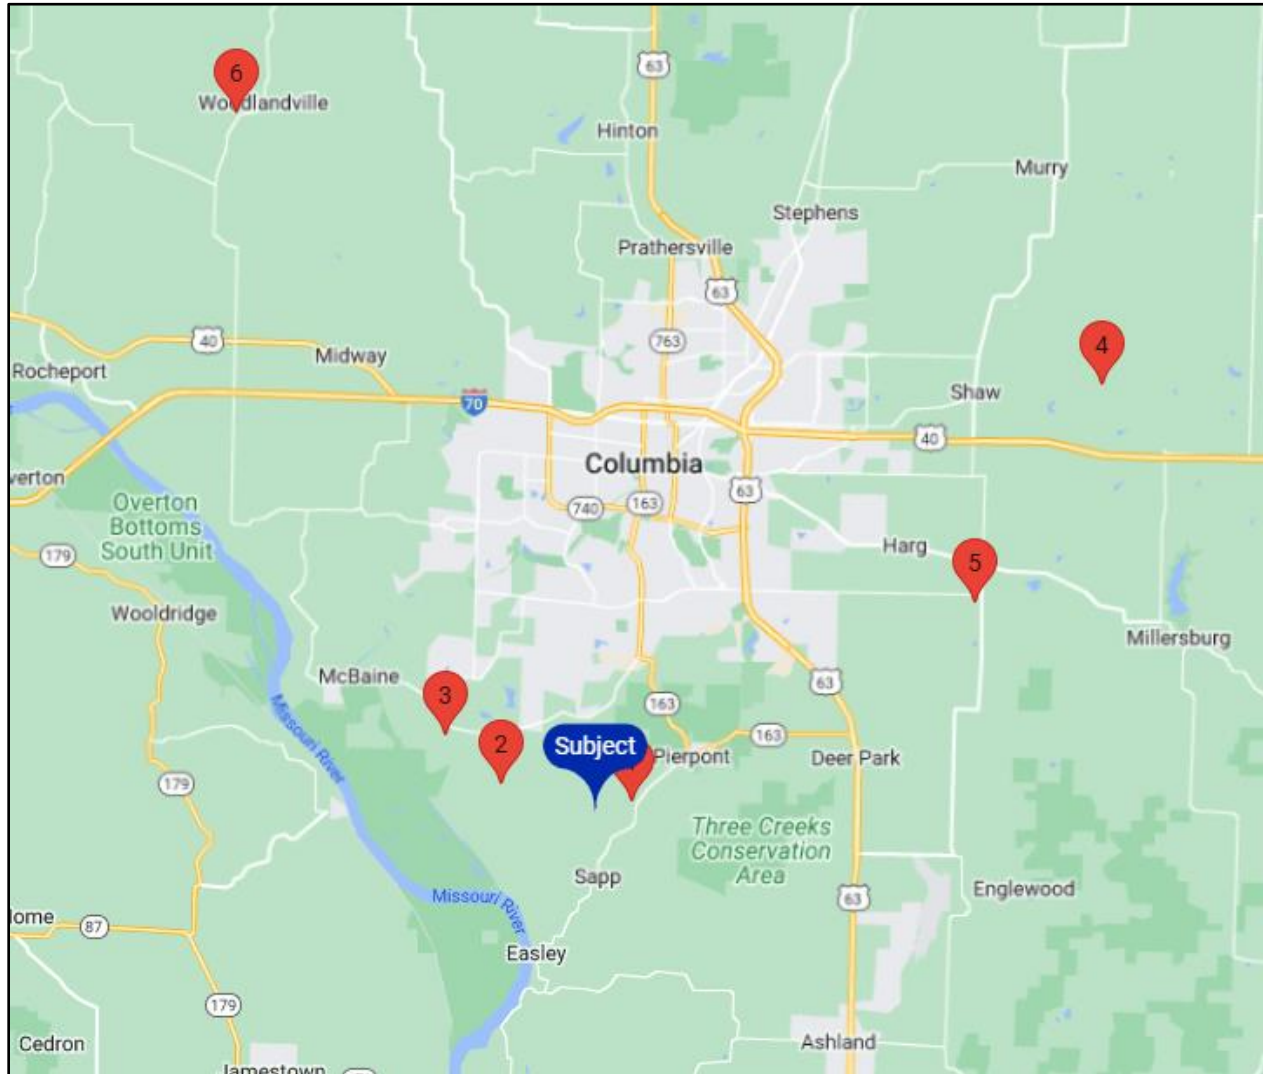 6
Woodlandville
63
Hinton
Murry
Stephens
Prathersville
63
40
763
Midway
4
Rocheport
Shaw
70
40
verton
Columbia
63
Overton
Bottoms
South Unit
740
163
Harg
179
5
Wooldridge
Millersburg
McBaine
63
3
163
Missouri River
2
Subject
163
Pierpont
Deer Park
179
Three Creeks
Conservation
Area
Sapp
Englewood
Missouri River
63
lome
87
Easley
179
Cedron
Ashland
Jamestown